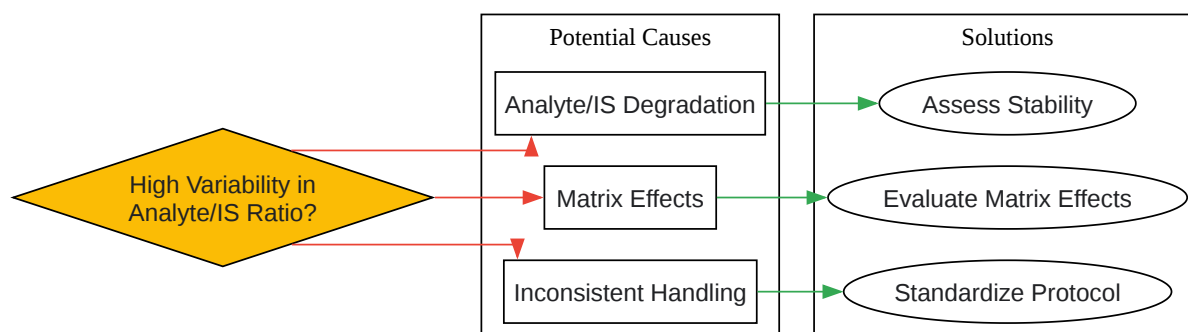 Potential Causes
Solutions
Analyte/IS Degradation
Assess Stability
High Variability in
Analyte/IS Ratio?
Matrix Effects
Evaluate Matrix Effects
Inconsistent Handling
Standardize Protocol